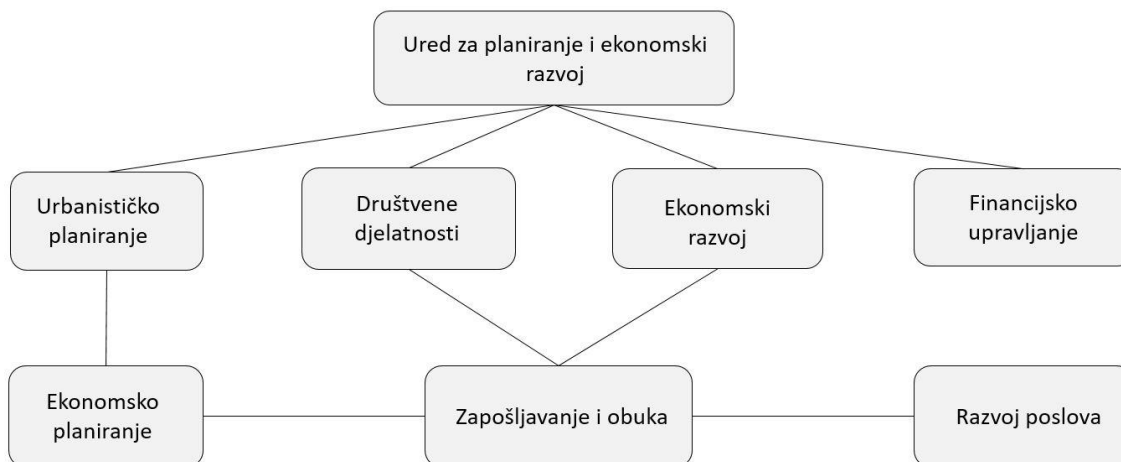 Ured za planiranje i ekonomski
razvoj
Urbanističko
planiranje
Društvene
djelatnosti
Ekonomski
razvoj
Financijsko
upravljanje
Ekonomsko
planiranje
Zapošljavanje i obuka
Razvoj poslova